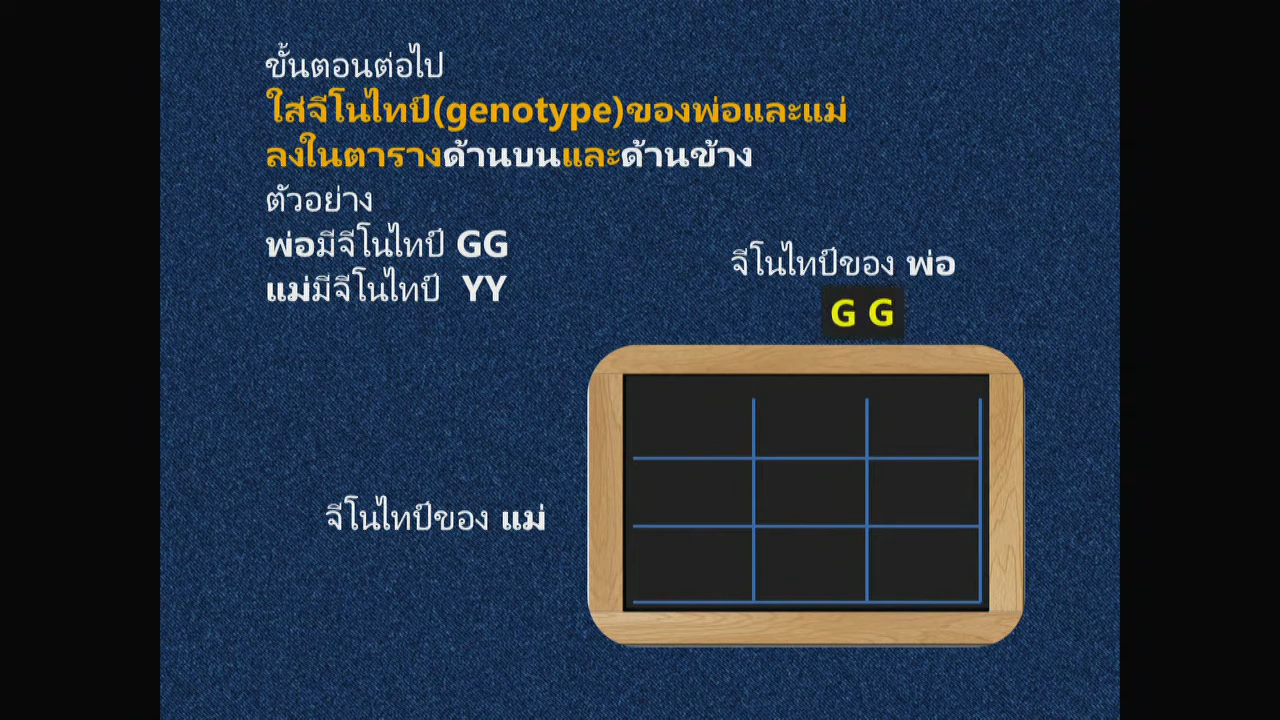 ขั้นตอนต่อไป
ใส่จีโนไทป์(genotype)ของพ่อและแม่
ลงในตารางด้านบนและด้านข้าง
ตัวอย่าง
พ่อมีจีโนไทป์ GG
แม่มีจีโนไทป์ YY
จีโนไทป์ของ พ่อ
G G
จีโนไทป์ของ แม่